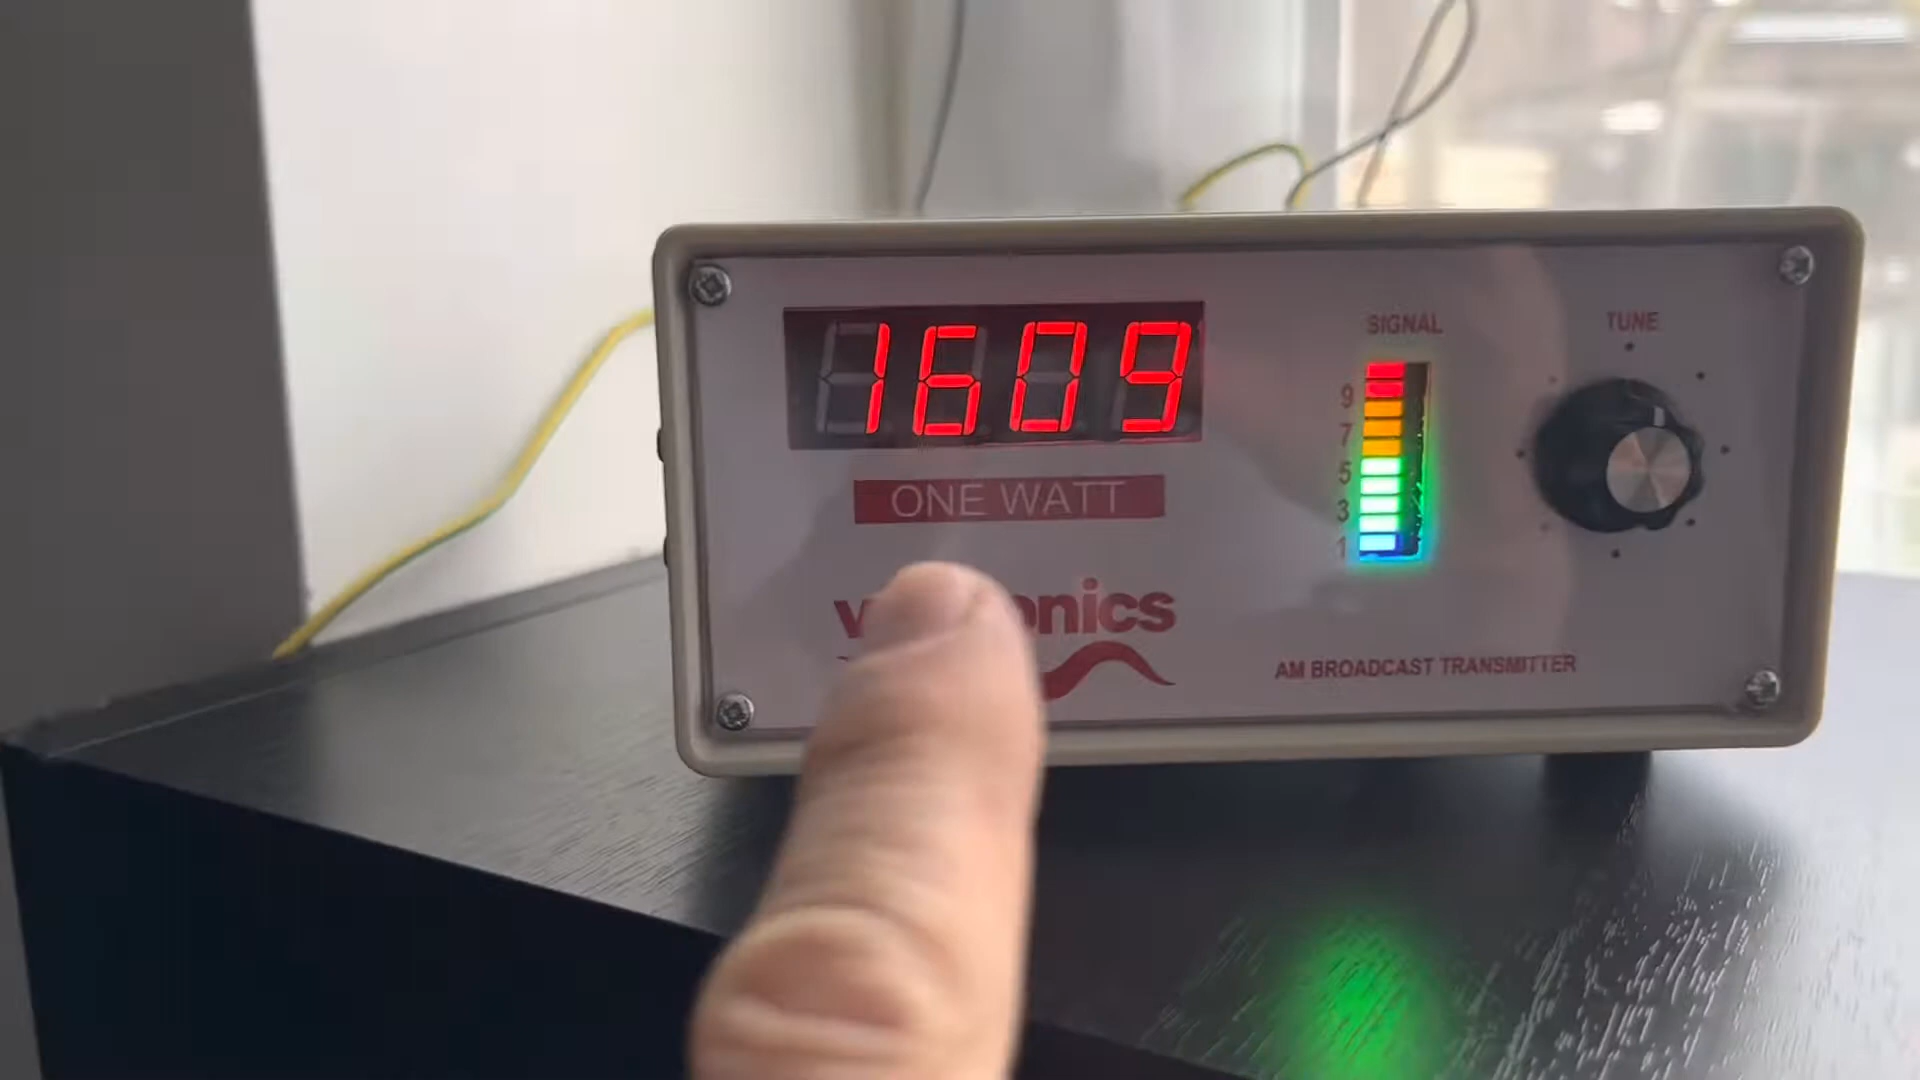 1609
SIGNAL
TUNE
9
7
5
3
1
ONE WATT
AM BROADCAST TRANSMITTER